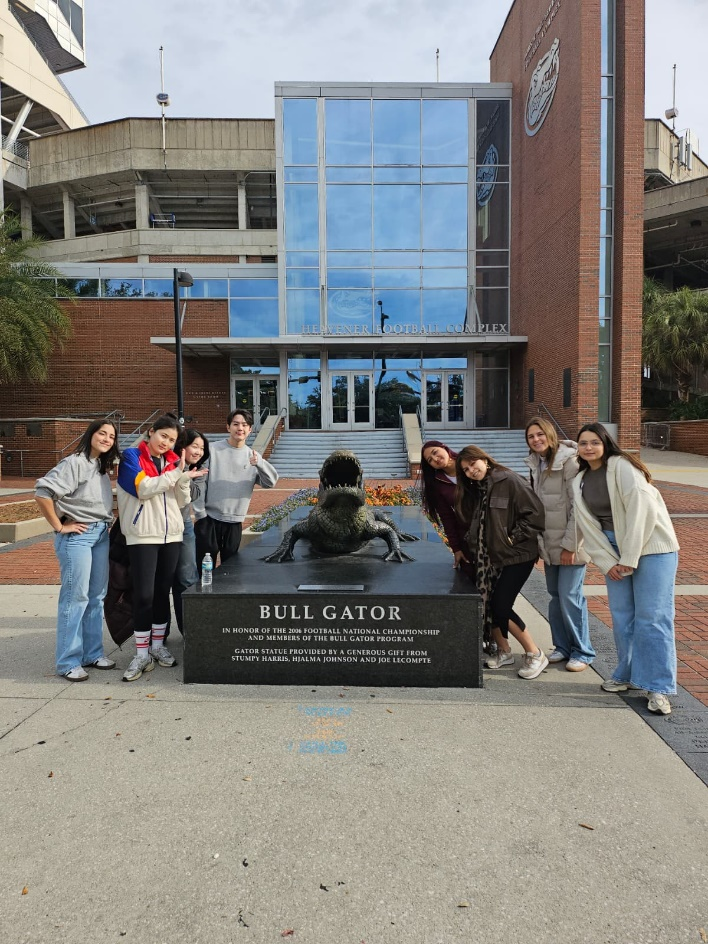 HEAVENER FOOTBALL COMPLEX
BULL GATOR
IN HONOR OF THE 2006 FOOTBALL NATIONAL CHAMPIONSHIP
AND MEMBERS OF THE BULL GATOR PROGRAM
GATOR STATUE PROVIDED BY A GENEROUS GIFT FROM
STUMPY HARRIS, HJALMA JOHNSON AND JOE LECOMPTE